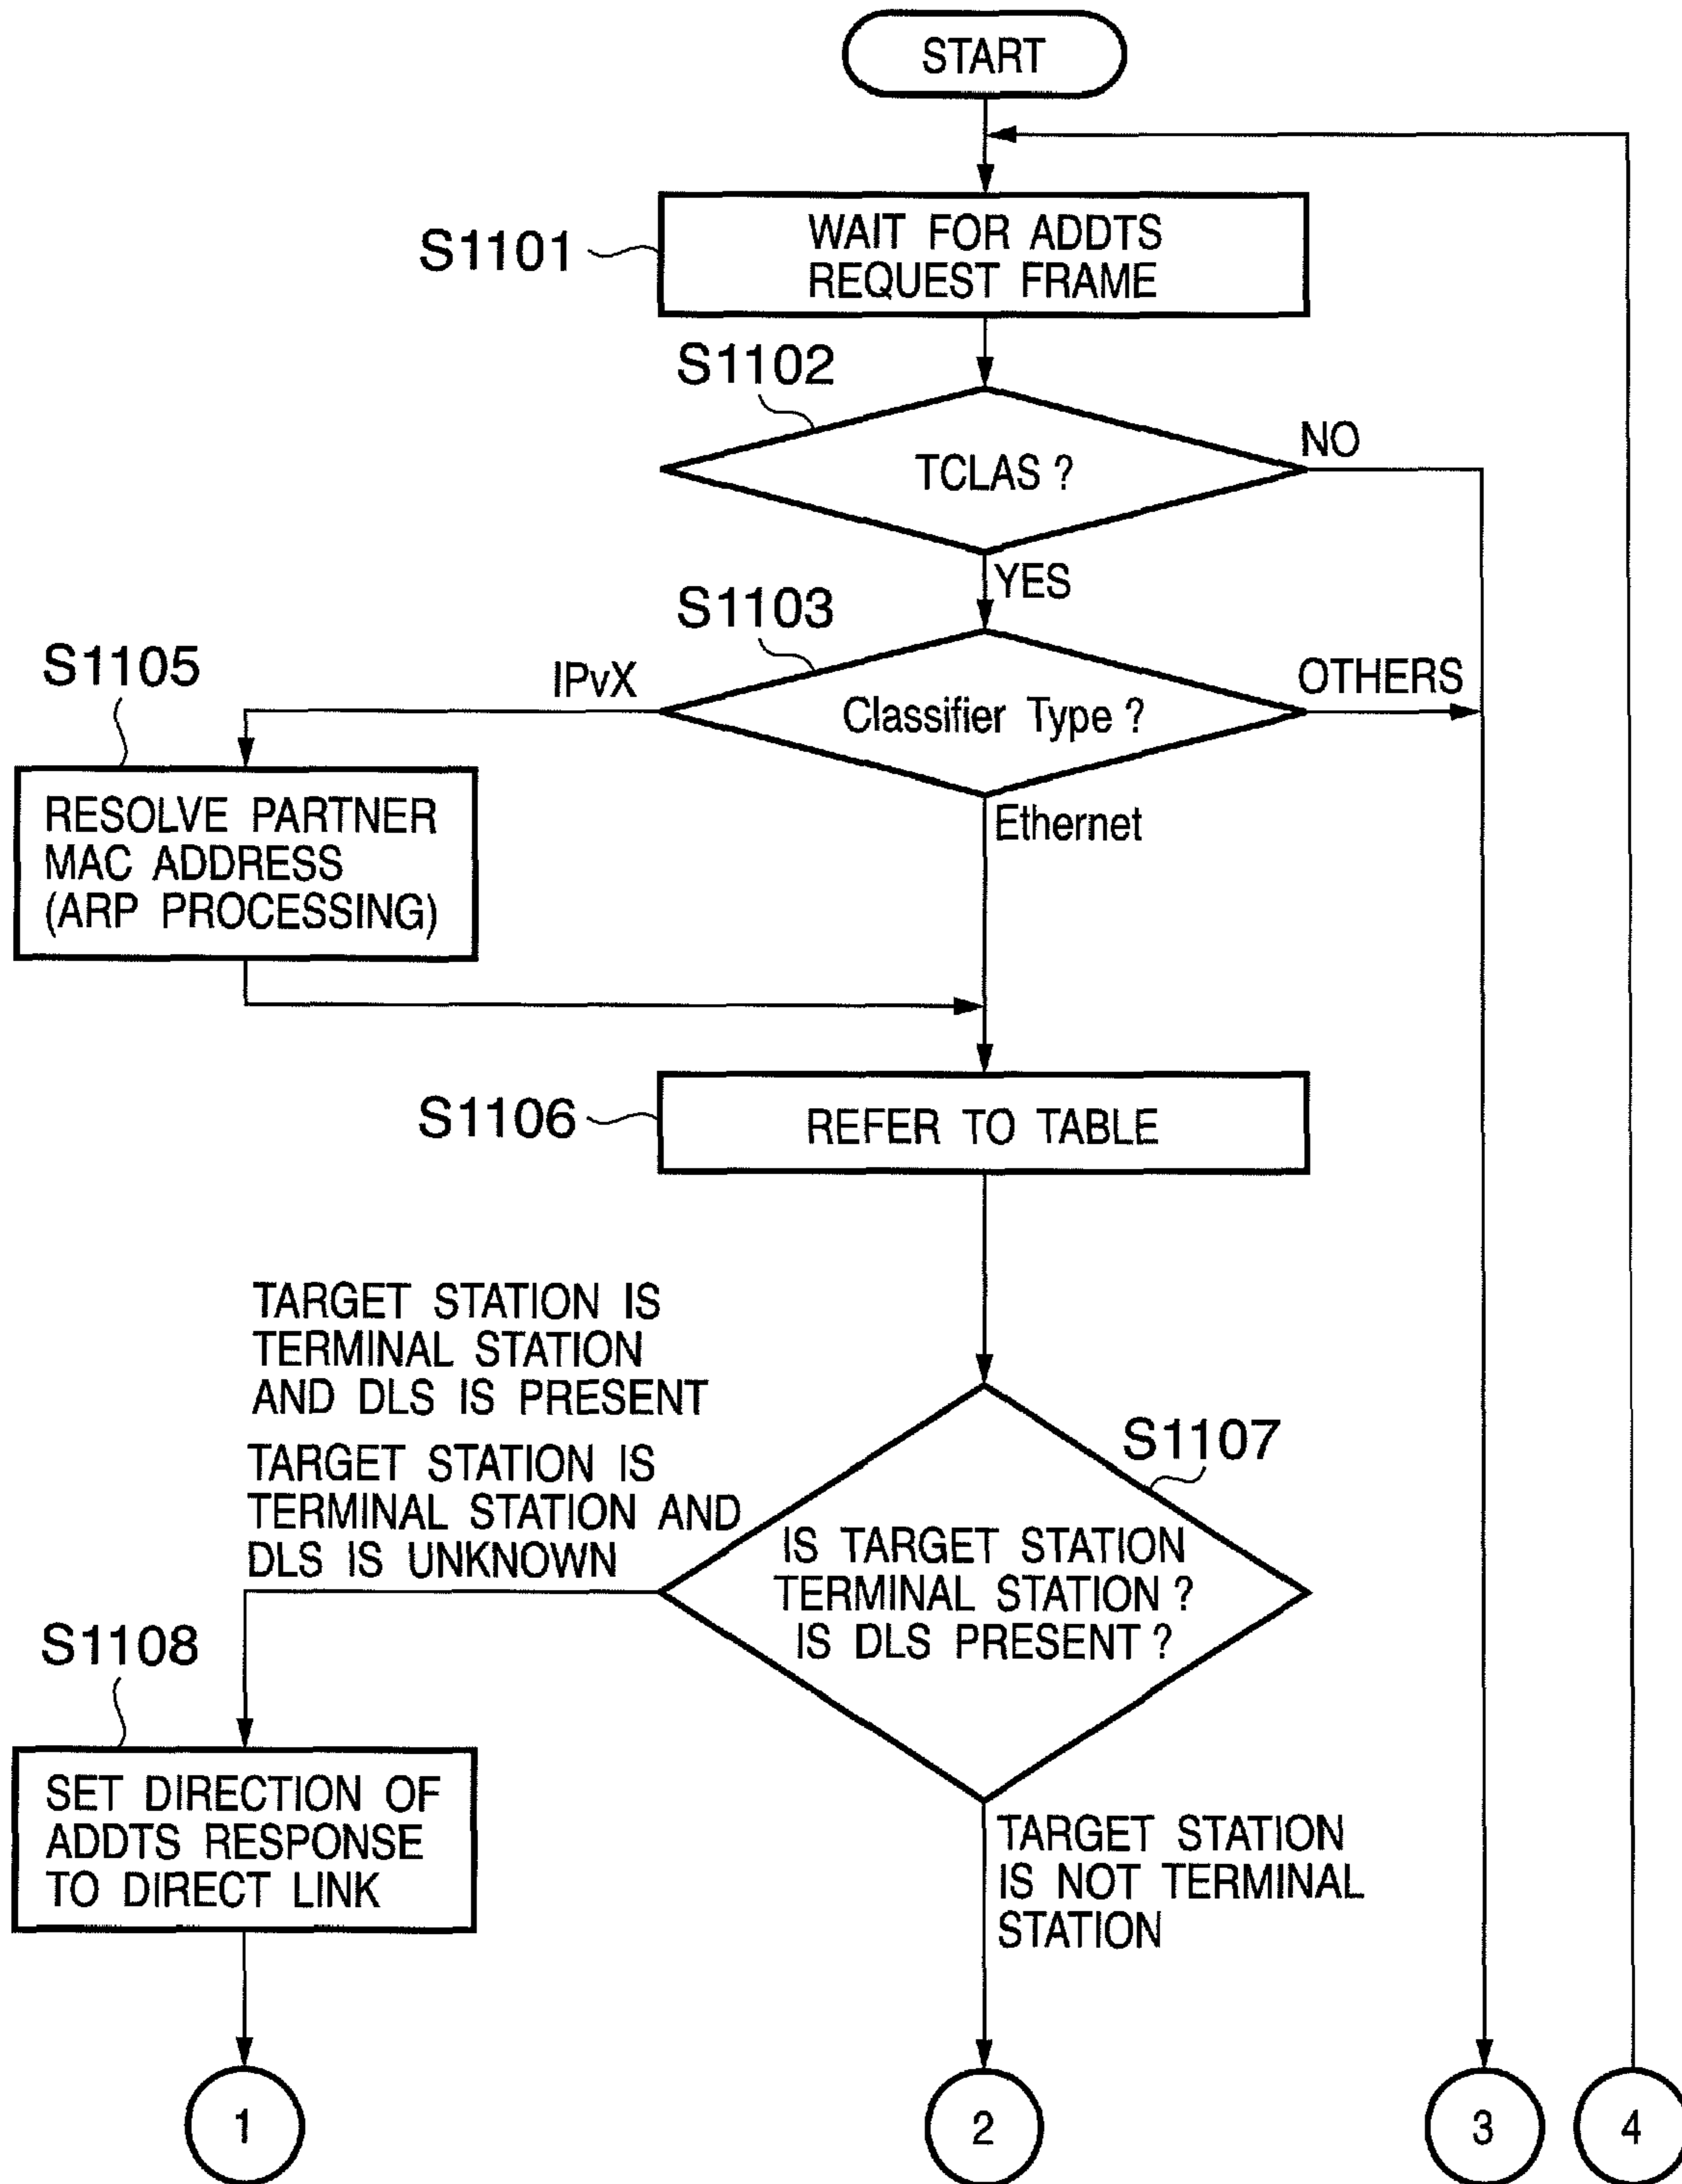 START
S1101
WAIT FOR ADDTS
REQUEST FRAME
S1102
TCLAS ?
NO
YES
S1103
S1105
IPvX
Classifier Type ?
OTHERS
Ethernet
RESOLVE PARTNER
MAC ADDRESS
(ARP PROCESSING)
S1106
REFER TO TABLE
TARGET STATION IS
TERMINAL STATION
AND DLS IS PRESENT
TARGET STATION IS
TERMINAL STATION AND
DLS IS UNKNOWN
S1107
IS TARGET STATION
TERMINAL STATION ?
IS DLS PRESENT ?
S1108
SET DIRECTION OF
ADDTS RESPONSE
TO DIRECT LINK
TARGET STATION
IS NOT TERMINAL
STATION
1
2
3
4